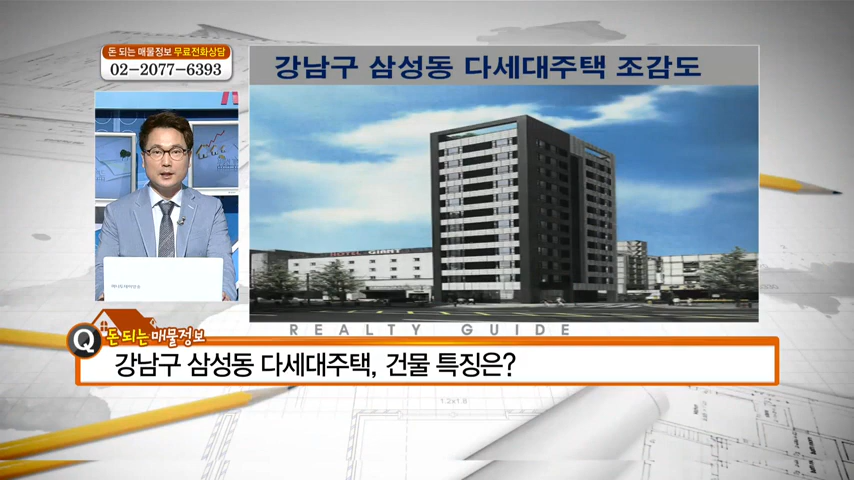 돈 되는 매물정보 무료전화상담
02-2077-6393
강남구 삼성동 다세대주택 조감도
HOTEL GIANT
REALTY GUIDE
Q 돈 되는 매물정보
강남구 삼성동 다세대주택, 건물 특징은?
1.2x1.8